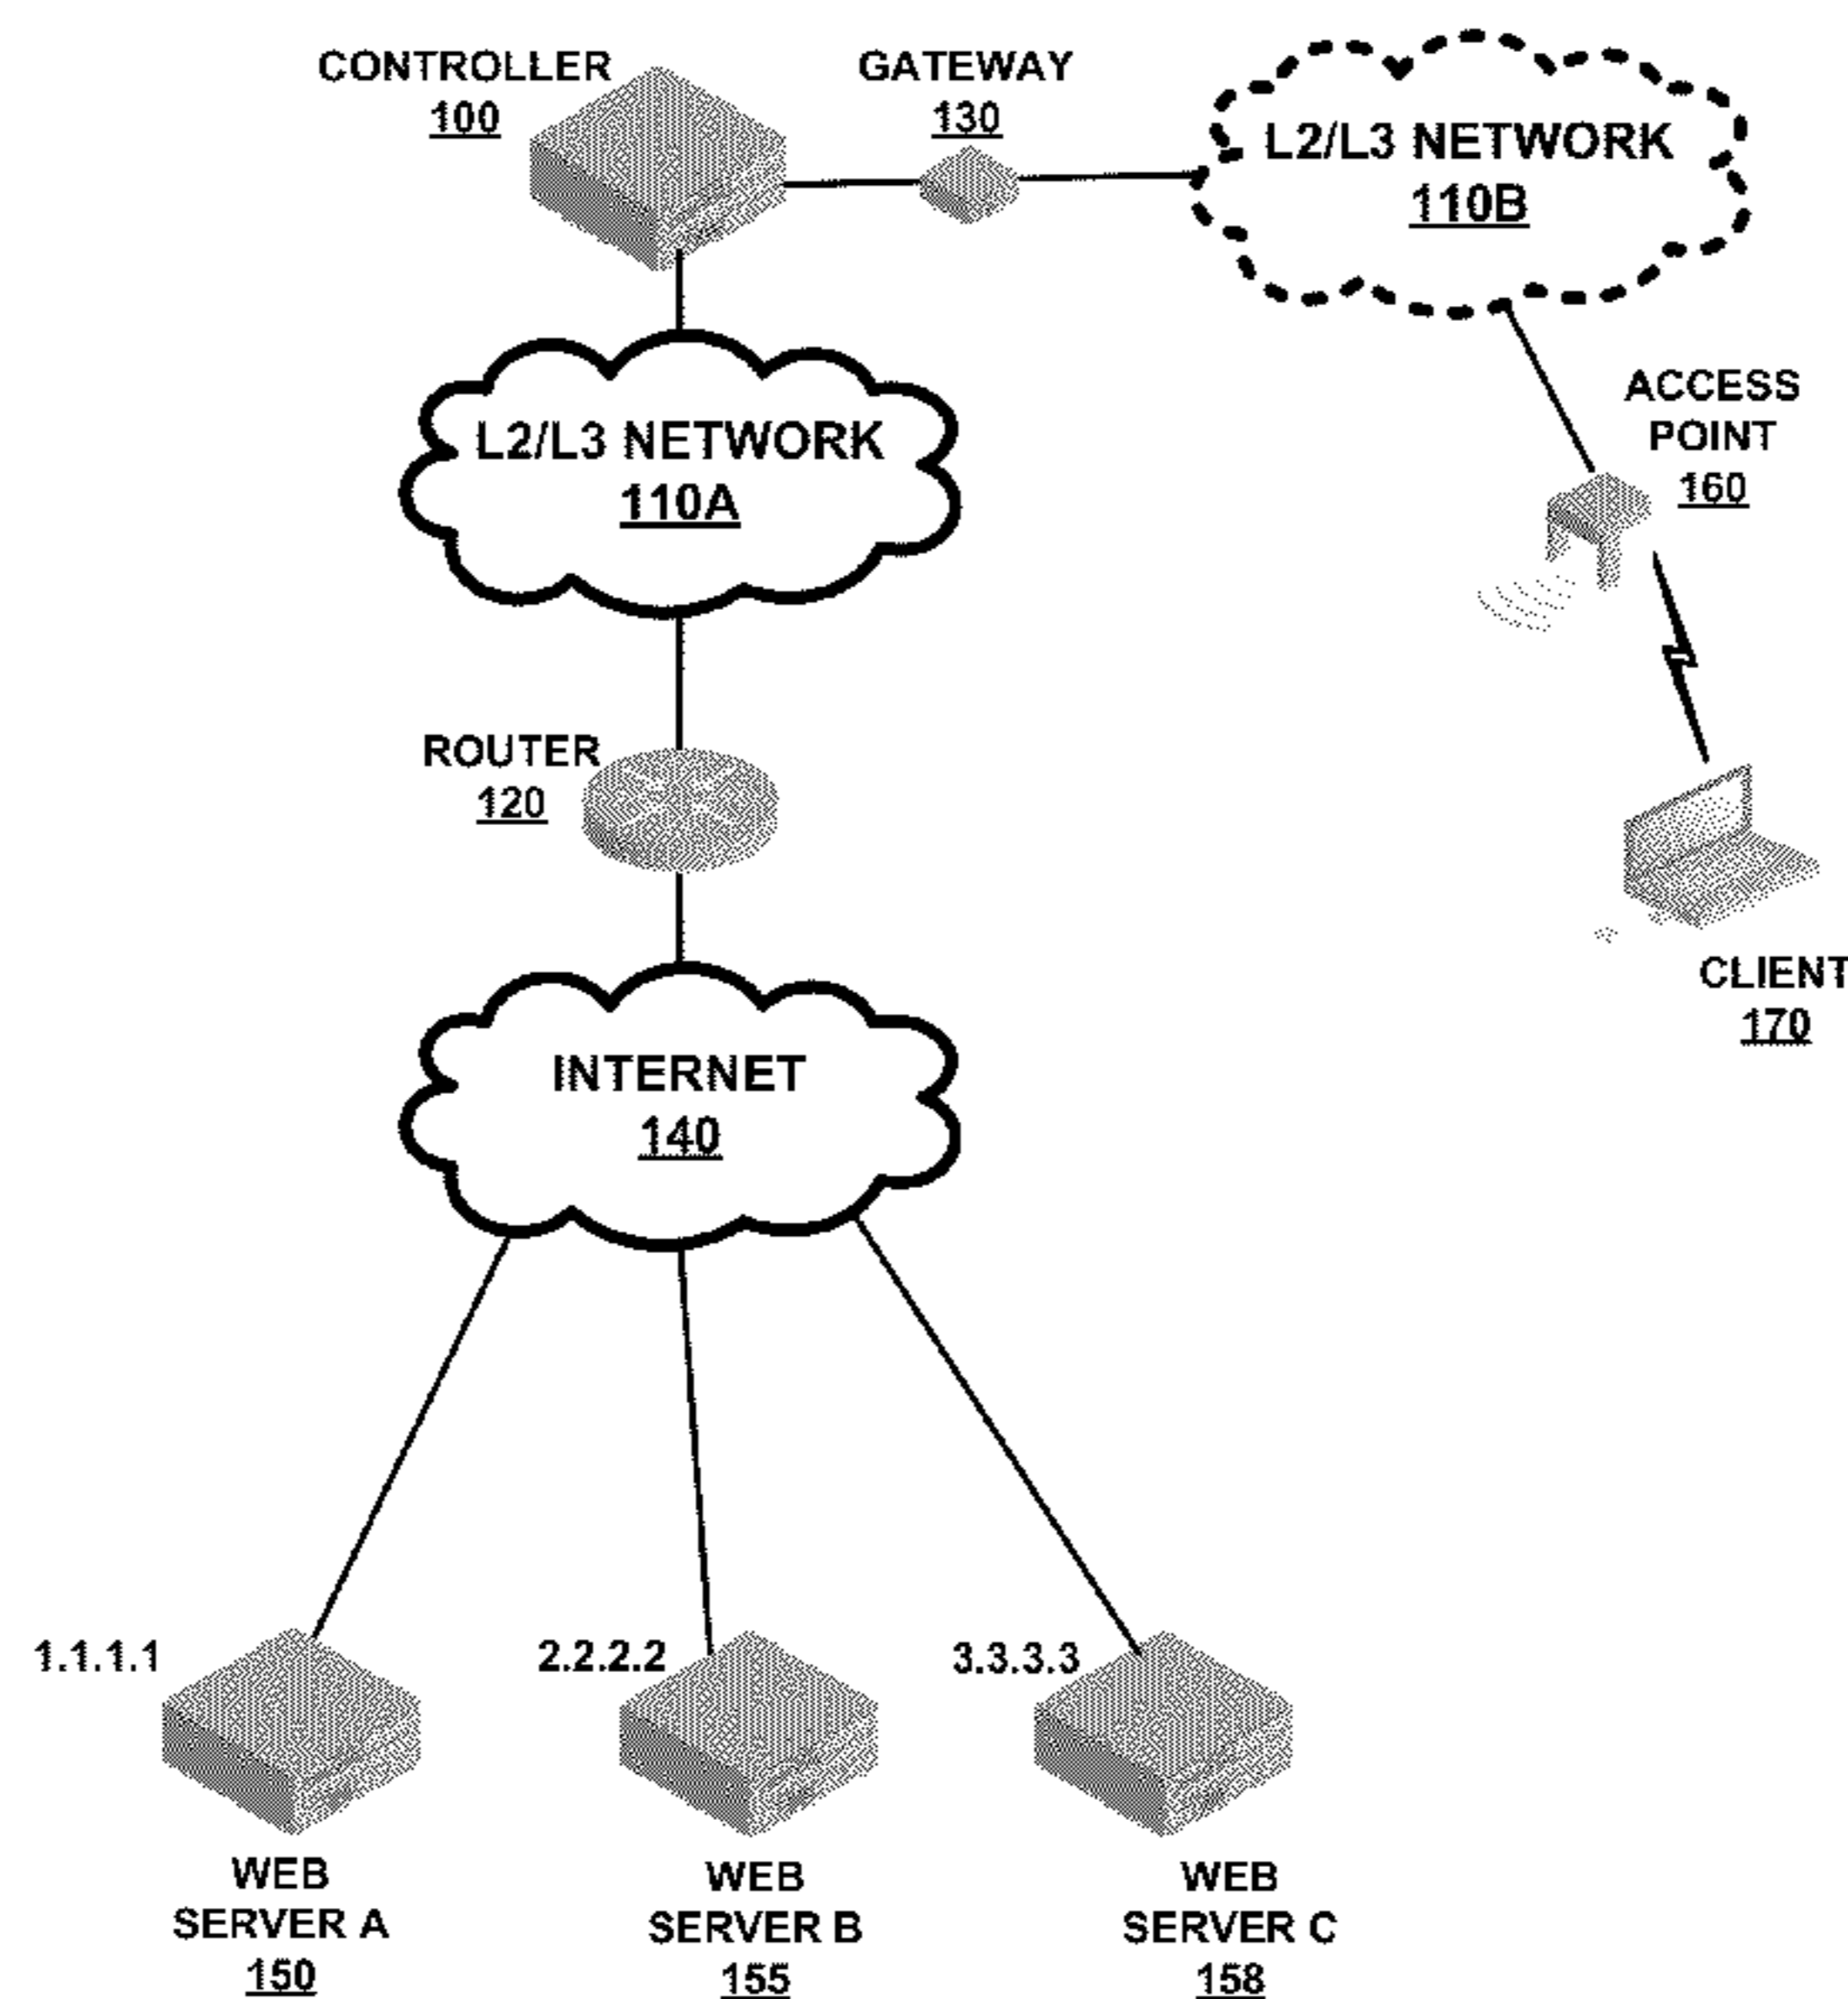 CONTROLLER
100
GATEWAY
130
L2/L3 NETWORK
110B
L2/L3 NETWORK
110A
ACCESS
POINT
160
ROUTER
120
CLIENT
170
INTERNET
140
1.1.1.1
2.2.2.2
3.3.3.3
WEB
SERVER A
150
WEB
SERVER B
155
WEB
SERVER C
158